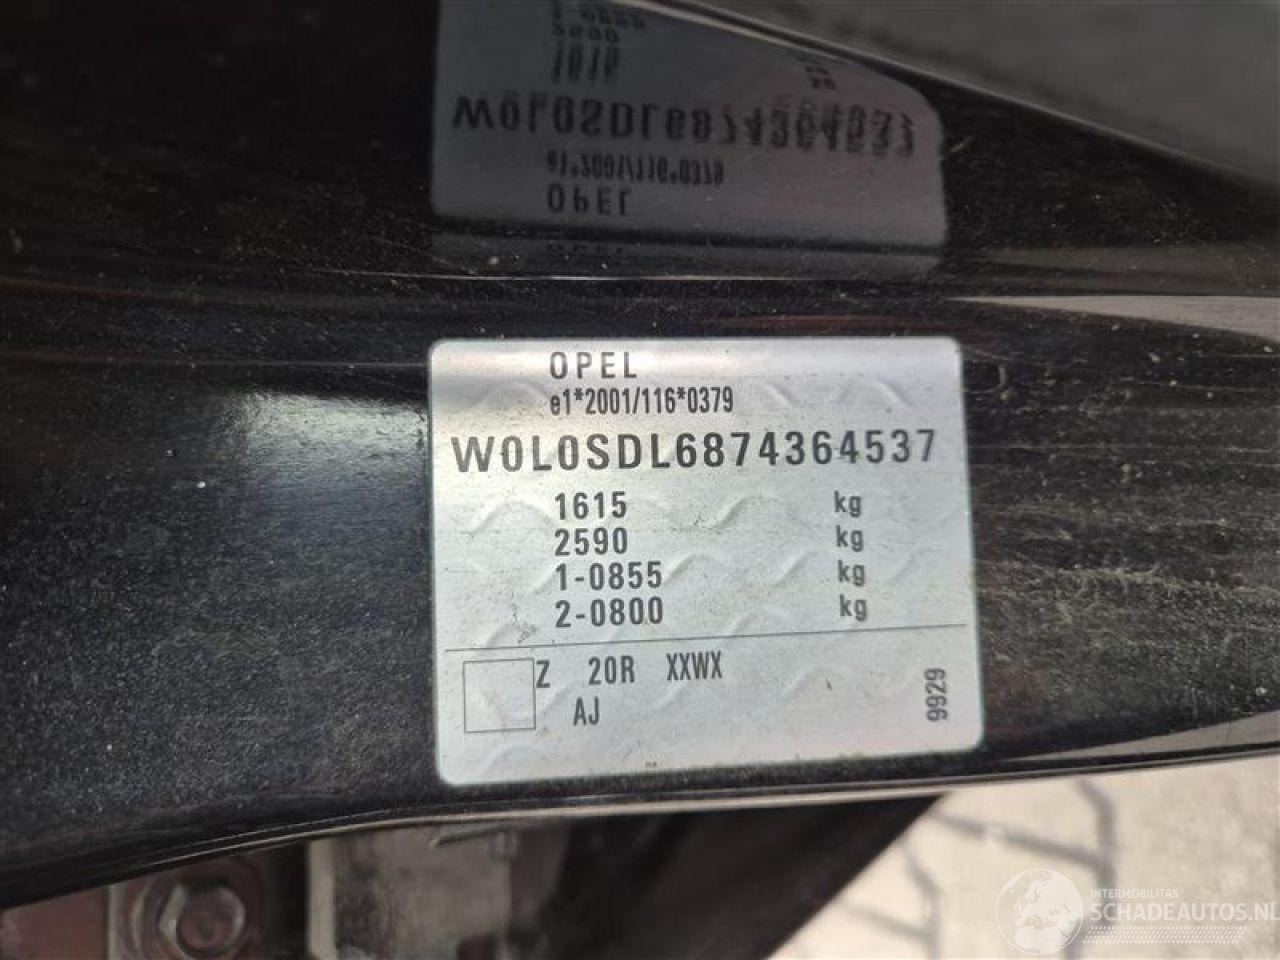 OPEL
e1*2001/116*0379
W0L0SDL6874364537
1615 kg
2590 kg
1-0855 kg
2-0800 kg
Z 20R XXWX
AJ
9929
INTERMOBILITAS
SCHADEAUTOS.NL